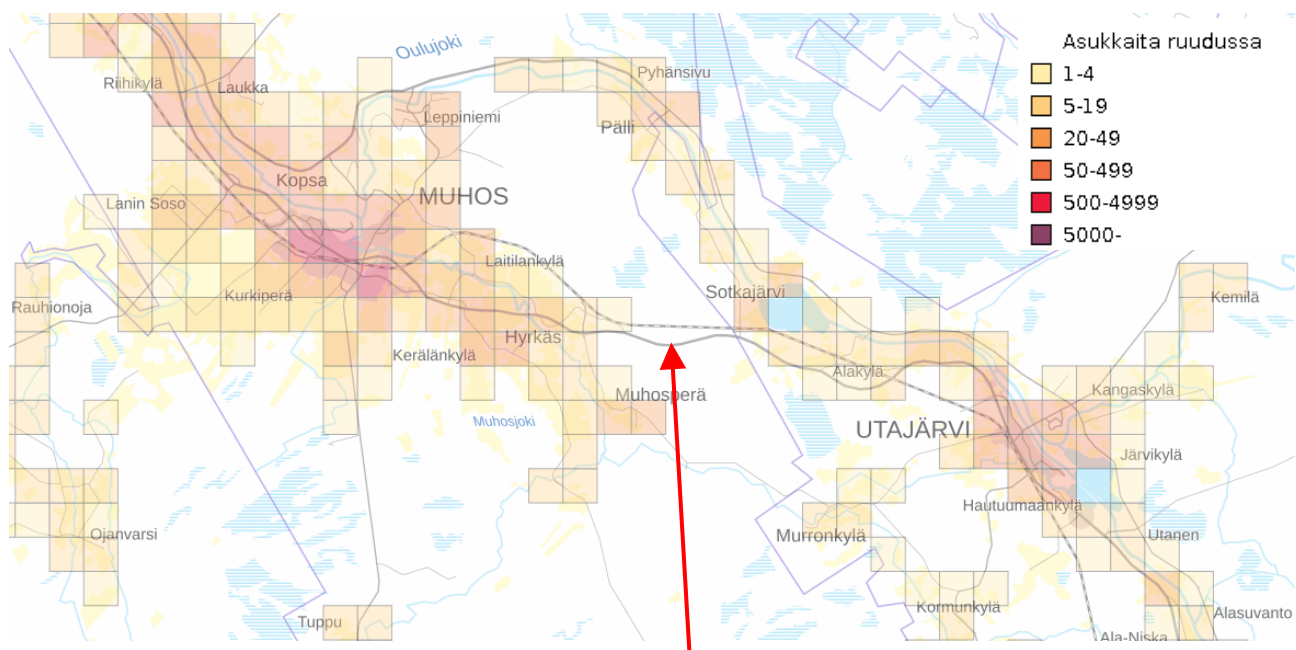 Oulujoki
Asukkaita ruudussa
1-4
5-19
20-49
50-499
500-4999
5000-
Riihikylä
Laukka
Pyhänsivu
Leppiniemi
Pälli
Kopsa
MUHOS
Lanin Soso
Laitilankylä
Kurkiperä
Sotkajärvi
Kemilä
Rauhionoja
Hyrkäs
Kerälänkylä
Alakylä
Muhosperä
Kangaskylä
Muhosjoki
UTAJÄRVI
Järvikylä
Hautuumaankylä
Ojanvarsi
Murronkylä
Utanen
Kormunkylä
Alasuvanto
Tuppu
Ala-Niska